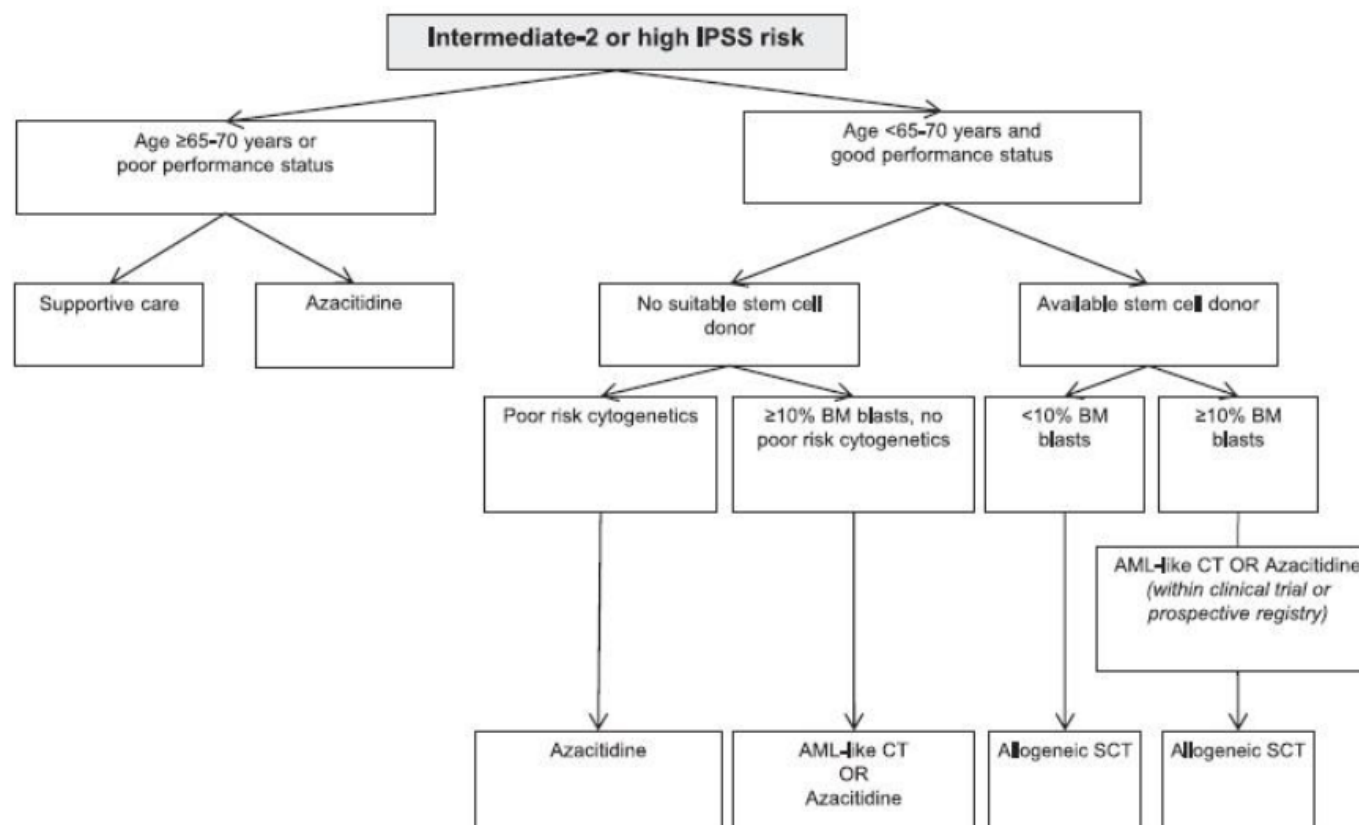 Intermediate-2 or high IPSS risk
Age ≥65-70 years or
poor performance status
Age <65-70 years and
good performance status
Supportive care
Azacitidine
No suitable stem cell
donor
Available stem cell donor
Poor risk cytogenetics
≥10% BM blasts, no
poor risk cytogenetics
<10% BM
blasts
≥10% BM
blasts
AML-like CT OR Azacitidine
(within clinical trial or
prospective registry)
Azacitidine
AML-like CT
OR
Azacitidine
Allogeneic SCT
Allogeneic SCT